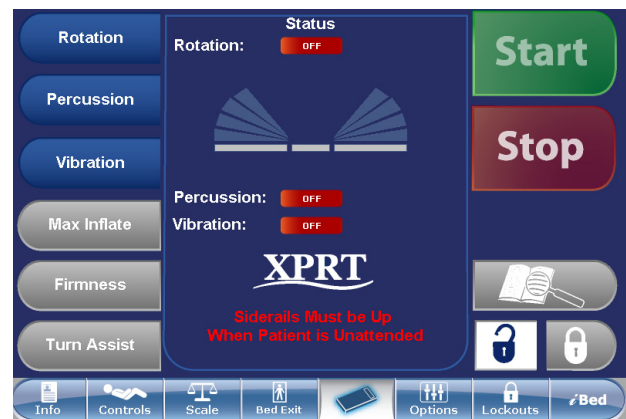 Rotation
Percussion
Vibration
Max Inflate
Firmness
Turn Assist
Status
Rotation: OFF
Percussion: OFF
Vibration: OFF
XPRT
Siderails Must be Up
When Patient is Unattended
Start
Stop
Info
Controls
Scale
Bed Exit
Options
Lockouts
iBed